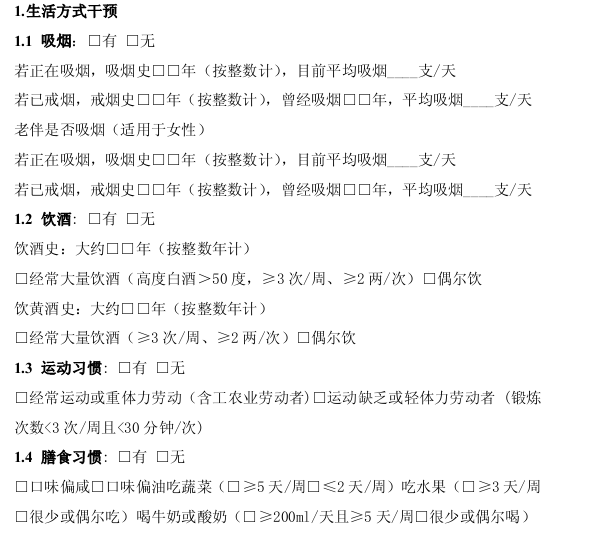 1.生活方式干预
1.1 吸烟: □有 □无
若正在吸烟，吸烟史□□年（按整数计），目前平均吸烟____支/天
若已戒烟，戒烟史□□年（按整数计），曾经吸烟□□年，平均吸烟____支/天
老伴是否吸烟（适用于女性）
若正在吸烟，吸烟史□□年（按整数计），目前平均吸烟____支/天
若已戒烟，戒烟史□□年（按整数计），曾经吸烟□□年，平均吸烟____支/天
1.2 饮酒: □有 □无
饮酒史: 大约□□年（按整数年计）
□经常大量饮酒（高度白酒＞50度，≥3次/周、≥2两/次）□偶尔饮
饮黄酒史: 大约□□年（按整数年计）
□经常大量饮酒（≥3次/周、≥2两/次）□偶尔饮
1.3 运动习惯: □有 □无
□经常运动或重体力劳动（含工农业劳动者)□运动缺乏或轻体力劳动者 (锻炼
次数<3次/周且<30分钟/次)
1.4 膳食习惯: □有 □无
□口味偏咸□口味偏油吃蔬菜（□≥5天/周□≤2天/周）吃水果（□≥3天/周
□很少或偶尔吃）喝牛奶或酸奶（□≥200ml/天且≥5天/周□很少或偶尔喝）